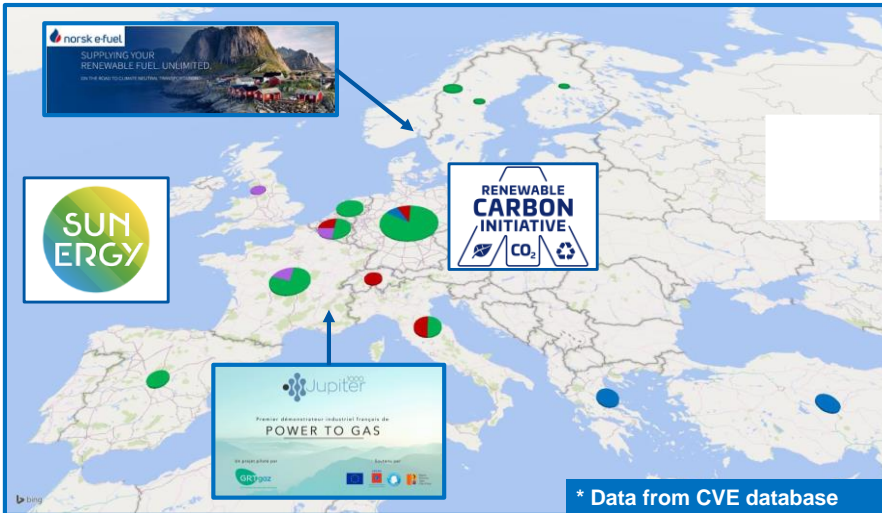 norsk e-fuel
SUPPLYING YOUR
RENEWABLE FUEL. UNLIMITED.
ON THE ROAD TO CLIMATE NEUTRAL TRANSPORTATION
SUN
ERGY
RENEWABLE
CARBON
INITIATIVE
CO₂
Jupiter
1000
Premier démonstrateur industriel français de
POWER TO GAS
Un projet piloté par
Soutenu par
GRTgaz
bing
* Data from CVE database